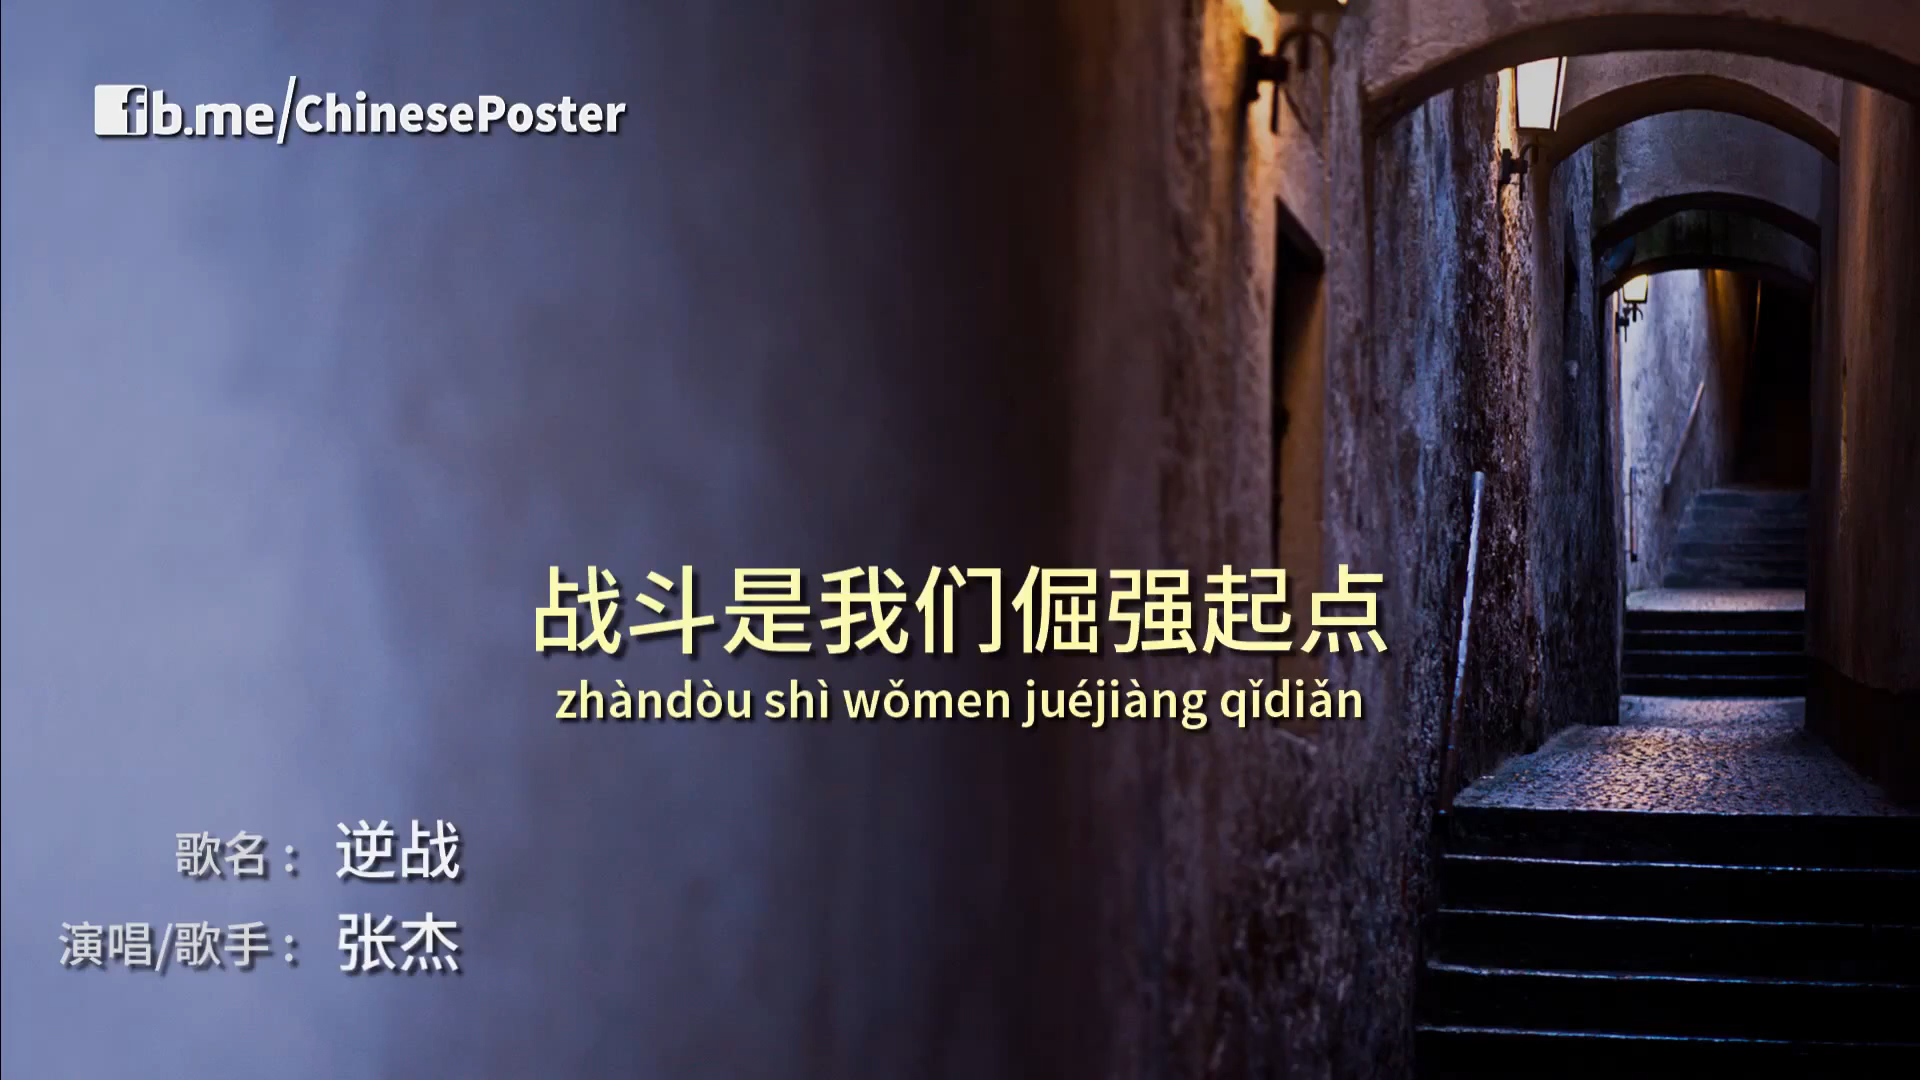 fb.me/ChinesePoster
战斗是我们倔强起点
zhàndòu shì wǒmen juéjiàng qǐdiǎn
歌名： 逆战
演唱/歌手： 张杰